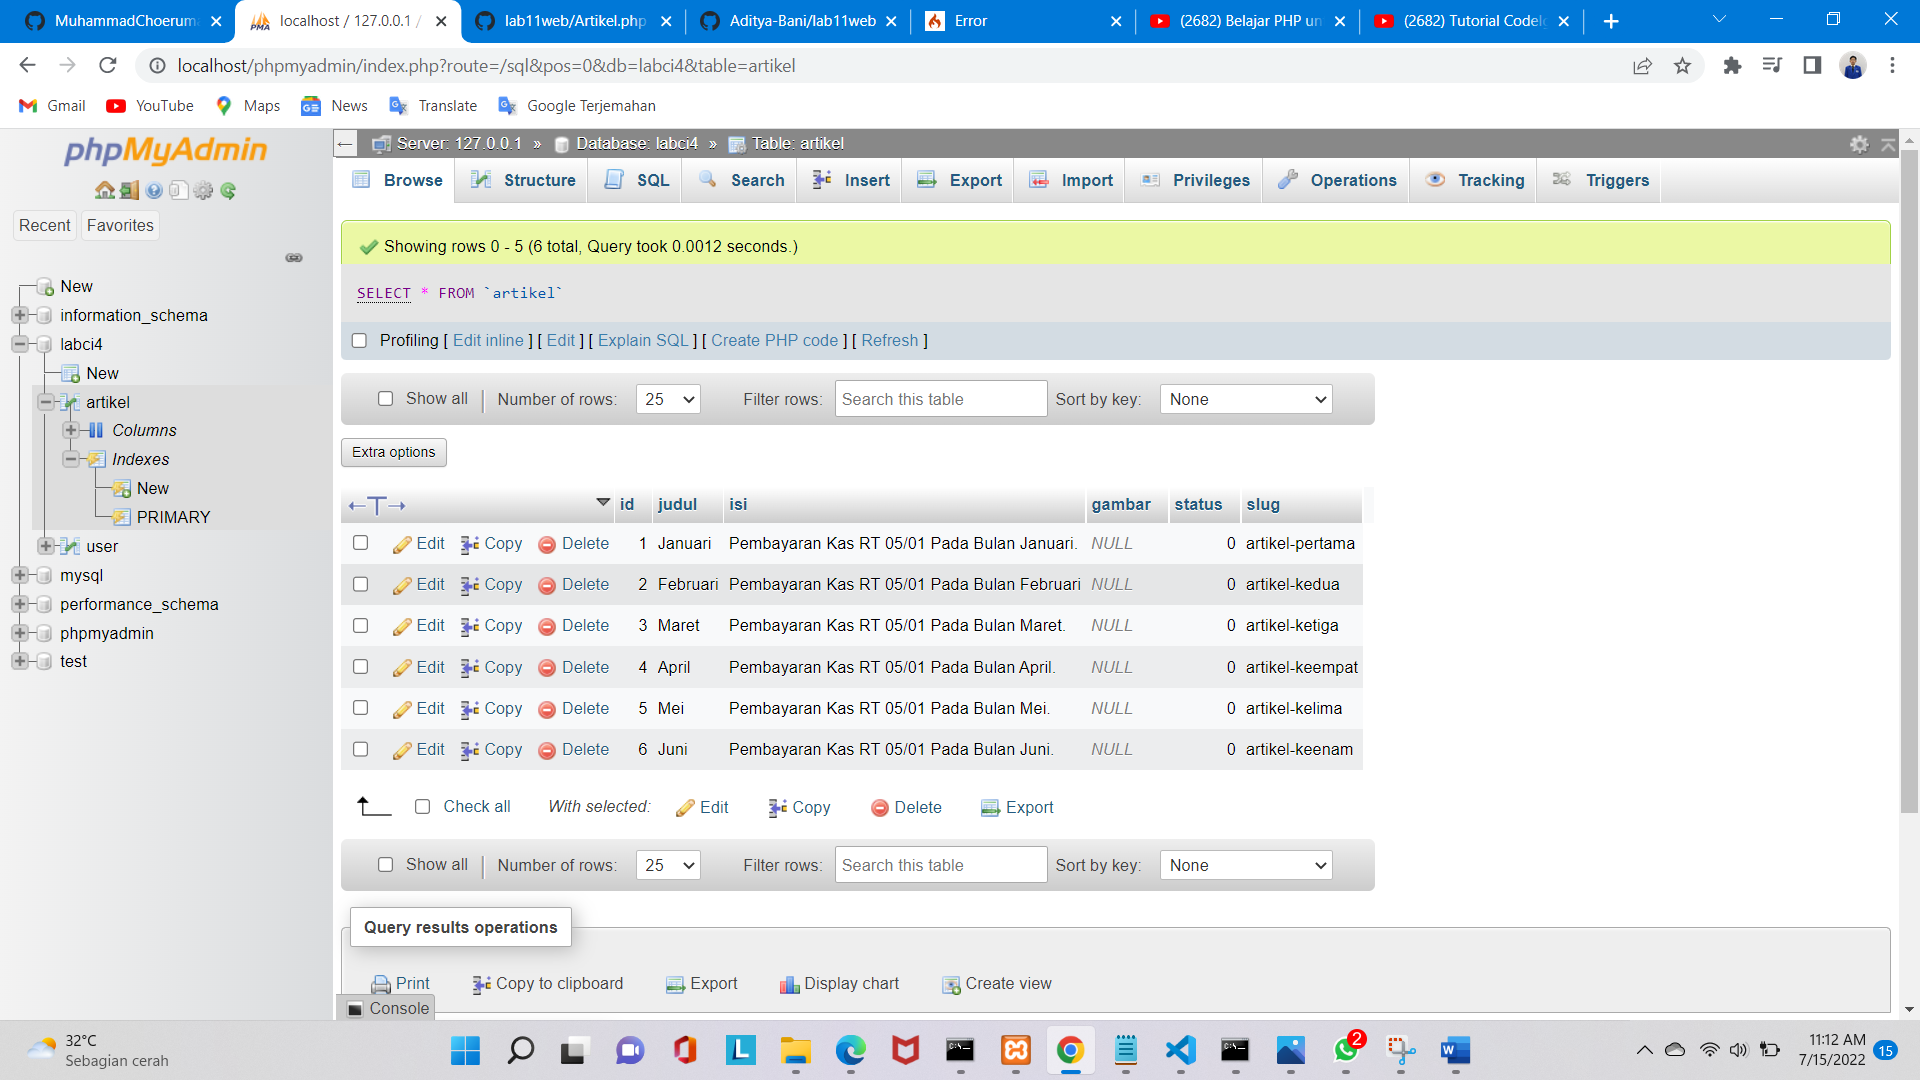 MuhammadChoeruma
localhost / 127.0.0.1 /
lab11web/Artikel.php
Aditya-Bani/lab11web
Error
(2682) Belajar PHP un
(2682) Tutorial Codel
localhost/phpmyadmin/index.php?route=/sql&pos=0&db=labci4&table=artikel
Gmail
YouTube
Maps
News
Translate
Google Terjemahan
phpMyAdmin
Recent
Favorites
New
information_schema
labci4
New
artikel
Columns
Indexes
New
PRIMARY
user
mysql
performance_schema
phpmyadmin
test
Server: 127.0.0.1 » Database: labci4 » Table: artikel
Browse
Structure
SQL
Search
Insert
Export
Import
Privileges
Operations
Tracking
Triggers
Showing rows 0 - 5 (6 total, Query took 0.0012 seconds.)
SELECT * FROM `artikel`
Profiling [ Edit inline ] [ Edit ] [ Explain SQL ] [ Create PHP code ] [ Refresh ]
Show all | Number of rows: 25 Filter rows: Search this table Sort by key: None
Extra options
←T→ id judul isi gambar status slug
Edit Copy Delete 1 Januari Pembayaran Kas RT 05/01 Pada Bulan Januari. NULL 0 artikel-pertama
Edit Copy Delete 2 Februari Pembayaran Kas RT 05/01 Pada Bulan Februari NULL 0 artikel-kedua
Edit Copy Delete 3 Maret Pembayaran Kas RT 05/01 Pada Bulan Maret. NULL 0 artikel-ketiga
Edit Copy Delete 4 April Pembayaran Kas RT 05/01 Pada Bulan April. NULL 0 artikel-keempat
Edit Copy Delete 5 Mei Pembayaran Kas RT 05/01 Pada Bulan Mei. NULL 0 artikel-kelima
Edit Copy Delete 6 Juni Pembayaran Kas RT 05/01 Pada Bulan Juni. NULL 0 artikel-keenam
Check all With selected: Edit Copy Delete Export
Show all | Number of rows: 25 Filter rows: Search this table Sort by key: None
Query results operations
Print Copy to clipboard Export Display chart Create view
Console
32°C
Sebagian cerah
2
11:12 AM
7/15/2022
15